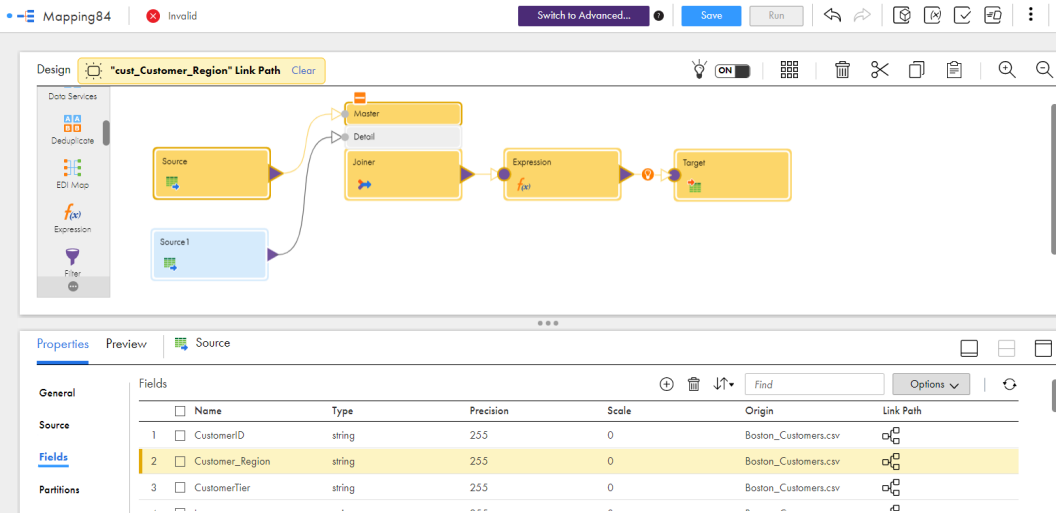 Mapping84
Invalid
Switch to Advanced...
?
Save
Run
Design
"cust_Customer_Region" Link Path
Clear
ON
Data Services
Deduplicate
EDI Map
f(x)
Expression
Filter
Master
Detail
Source
Joiner
Expression
f(x)
Target
Source1
Properties
Preview
Source
General
Source
Fields
Partitions
Fields
Find
Options
Name Type Precision Scale Origin Link Path
1 CustomerID string 255 0 Boston_Customers.csv
2 Customer_Region string 255 0 Boston_Customers.csv
3 CustomerTier string 255 0 Boston_Customers.csv